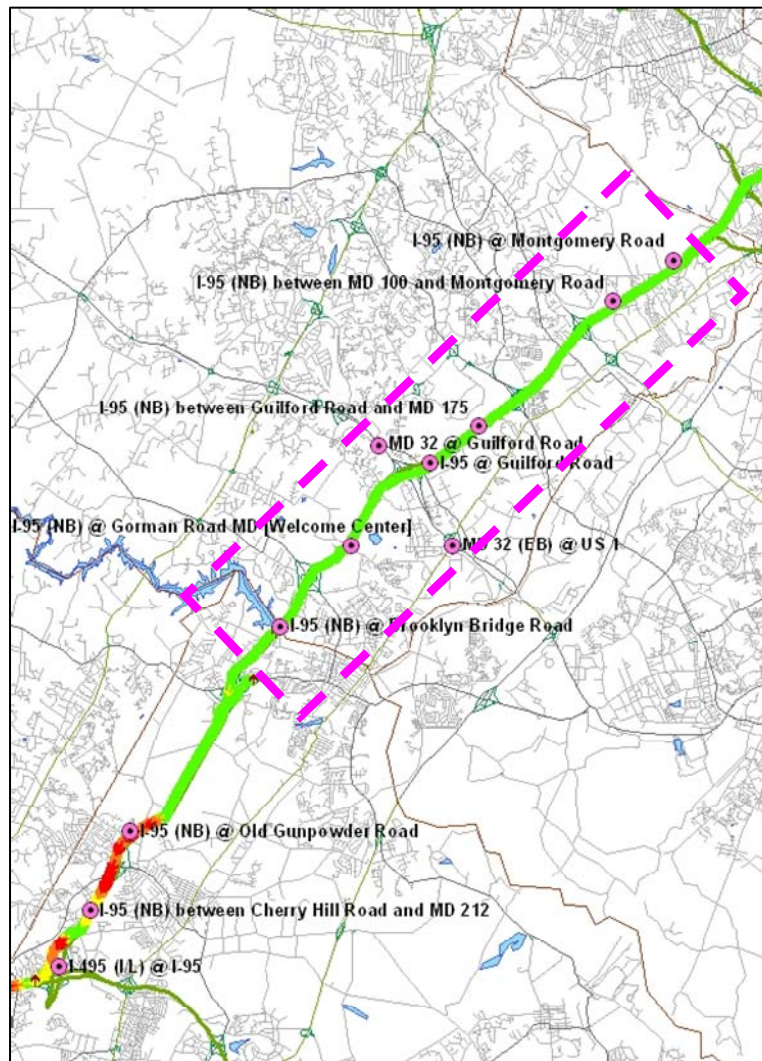 I-95 (NB) @ Montgomery Road
I-95 (NB) between MD 100 and Montgomery Road
I-95 (NB) between Guilford Road and MD 175
MD 32 @ Guilford Road
I-95 @ Guilford Road
I-95 (NB) @ Gorman Road MD [Welcome Center]
MD 32 (EB) @ US 1
I-95 (NB) @ Brooklyn Bridge Road
I-95 (NB) @ Old Gunpowder Road
I-95 (NB) between Cherry Hill Road and MD 212
I-495 (I/L) @ I-95